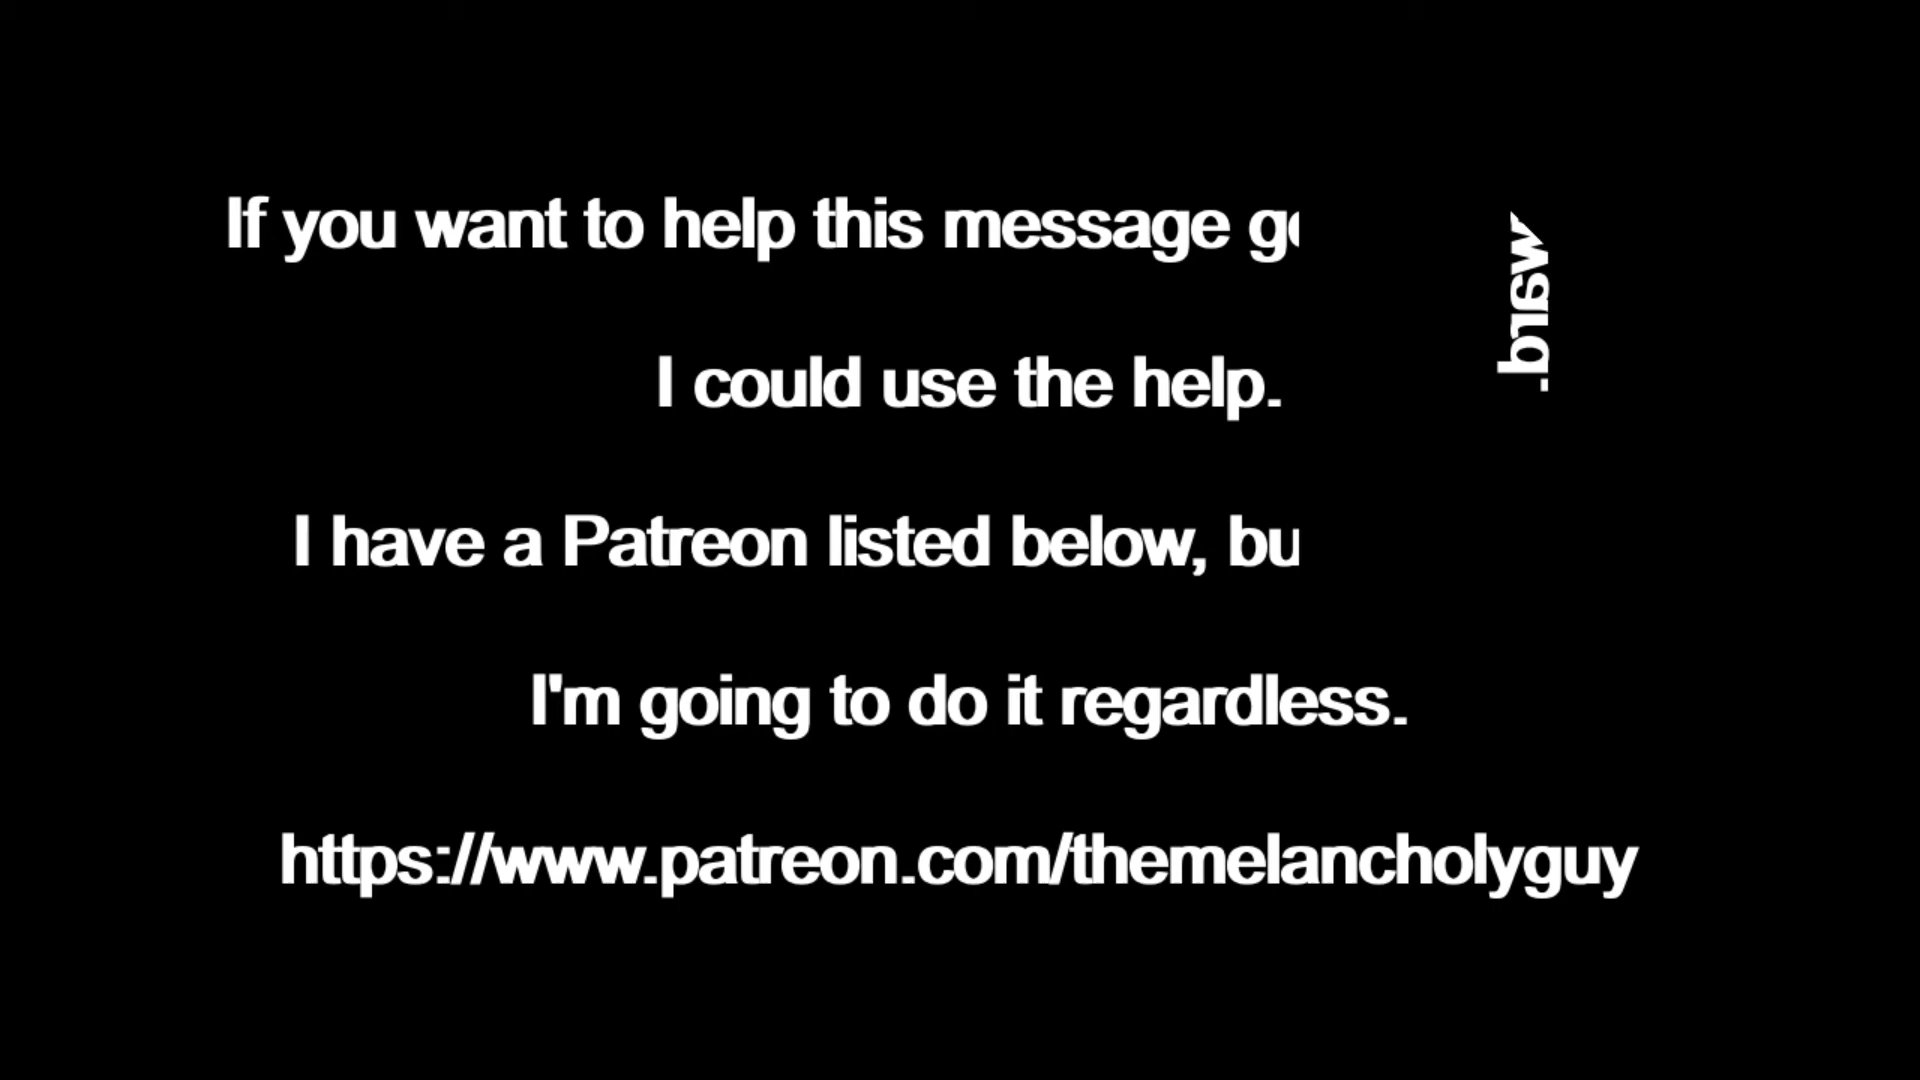 If you want to help this message g
ward.
I could use the help.
I have a Patreon listed below, bu
I'm going to do it regardless.
https://www.patreon.com/themelancholyguy